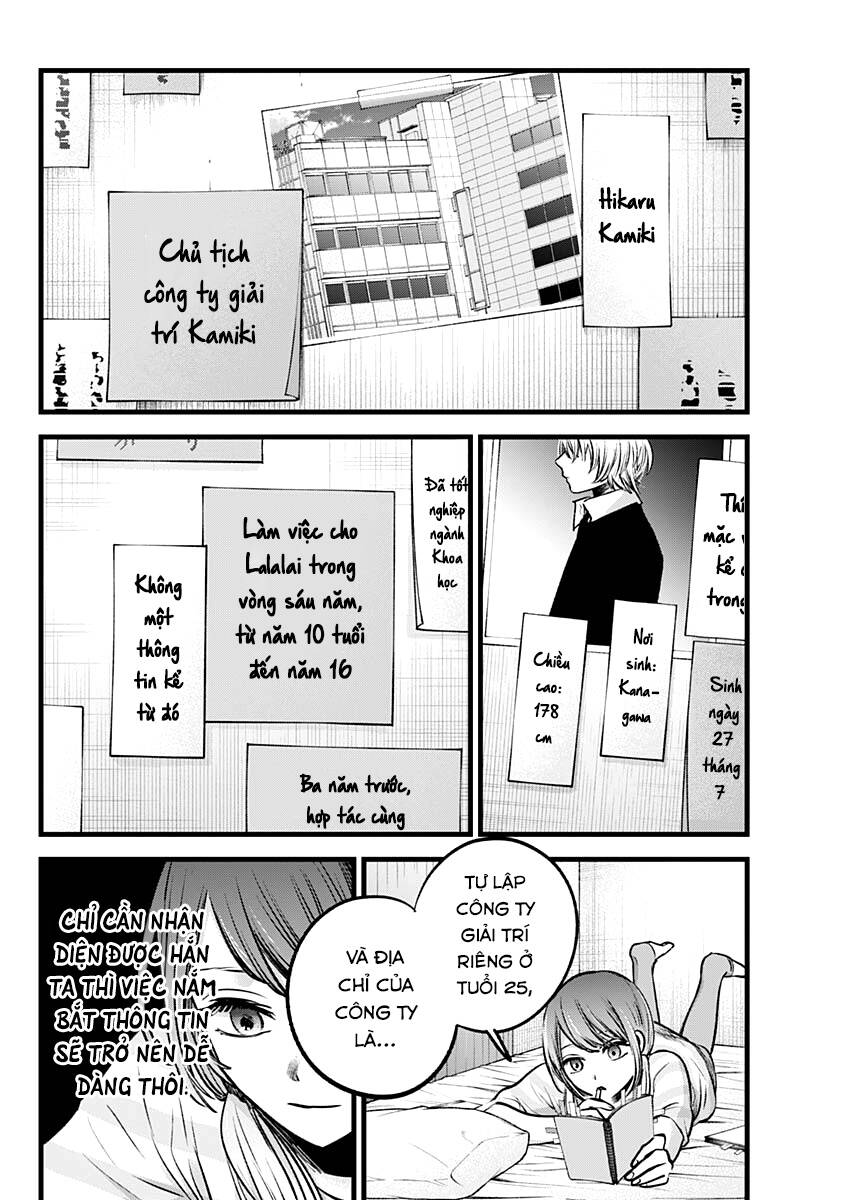 Hikaru
Kamiki
Chủ tịch
công ty giải
trí Kamiki
Thí
mặc v
kể c
trong
Sinh
ngày
27
tháng
7
Nơi
sinh:
Kana-
gawa
Chiều
cao:
178
cm
Đã tốt
nghiệp
ngành
Khoa
học
Làm việc cho
Lalalai trong
vòng sáu năm,
từ năm 10 tuổi
đến năm 16
Không
một
thông
tin kể
từ đó
Ba năm trước,
hợp tác cùng
TỰ LẬP
CÔNG TY
GIẢI TRÍ
RIÊNG Ở
TUỔI 25,
VÀ ĐỊA
CHỈ CỦA
CÔNG TY
LÀ...
CHỈ CẦN NHẬN
DIỆN ĐƯỢC HẮN
TA THÌ VIỆC NẮM
BẮT THÔNG TIN
SẼ TRỞ NÊN DỄ
DÀNG THÔI.